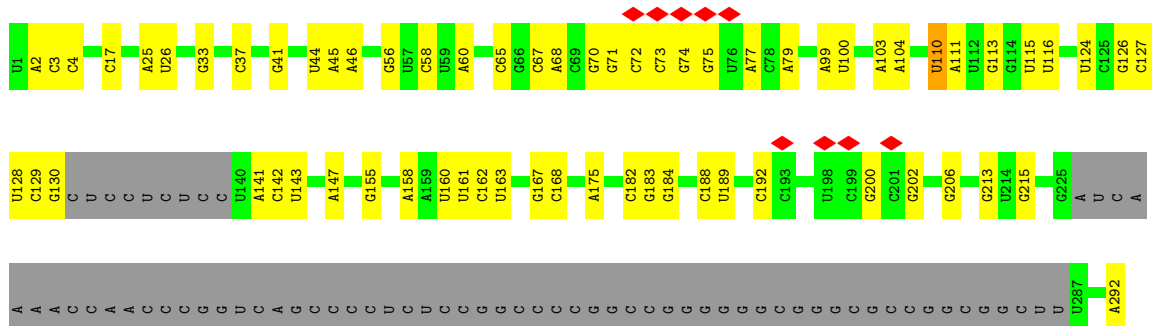 U1 A2 C3 C4 C17 A25 U26 G33 C37 G41 U44 A45 A46 G56 U57 C58 U59 A60 C65 G66 C67 A68 C69 G70 G71 C72 C73 G74 G75 U76 A77 C78 A79 A99 U100 A103 A104 U110 A111 U112 G113 G114 U115 U116 U124 C125 G126 C127
U128 C129 G130 C U C C U C U C C U140 A141 C142 U143 A147 G155 A158 A159 U160 U161 C162 U163 G167 C168 A175 C182 G183 G184 C188 U189 C192 C193 U198 C199 G200 C201 G202 G206 G213 U214 G215 G225 A U C A
A A A C C A A C C C G G U C A G C C C C U C U C C G G C C C C G G C C G G G G G G C G G G C G C C G G C G G C U U U287 A292